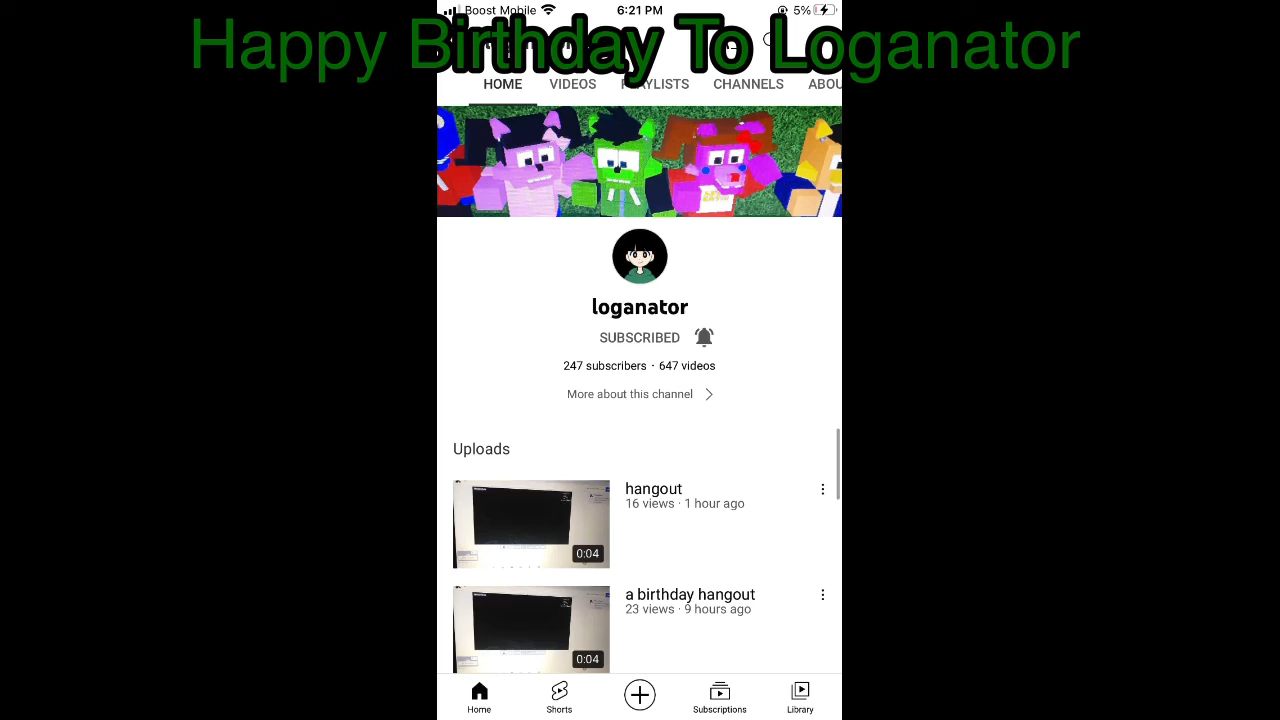 Boost Mobile 6:21 PM 5%
Happy Birthday To Loganator
HOME VIDEOS PLAYLISTS CHANNELS ABOU
loganator
SUBSCRIBED
247 subscribers · 647 videos
More about this channel
Uploads
hangout
16 views · 1 hour ago
0:04
a birthday hangout
23 views · 9 hours ago
0:04
Home Shorts Subscriptions Library